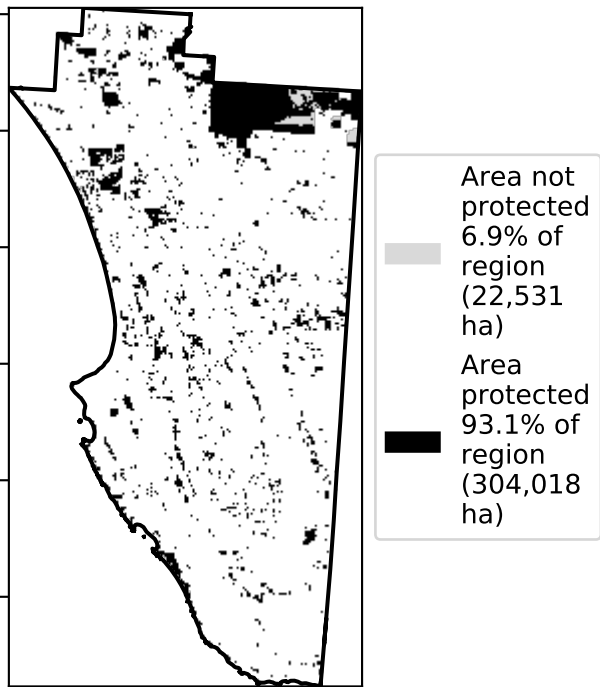 Area not
protected
6.9% of
region
(22,531
ha)
Area
protected
93.1% of
region
(304,018
ha)